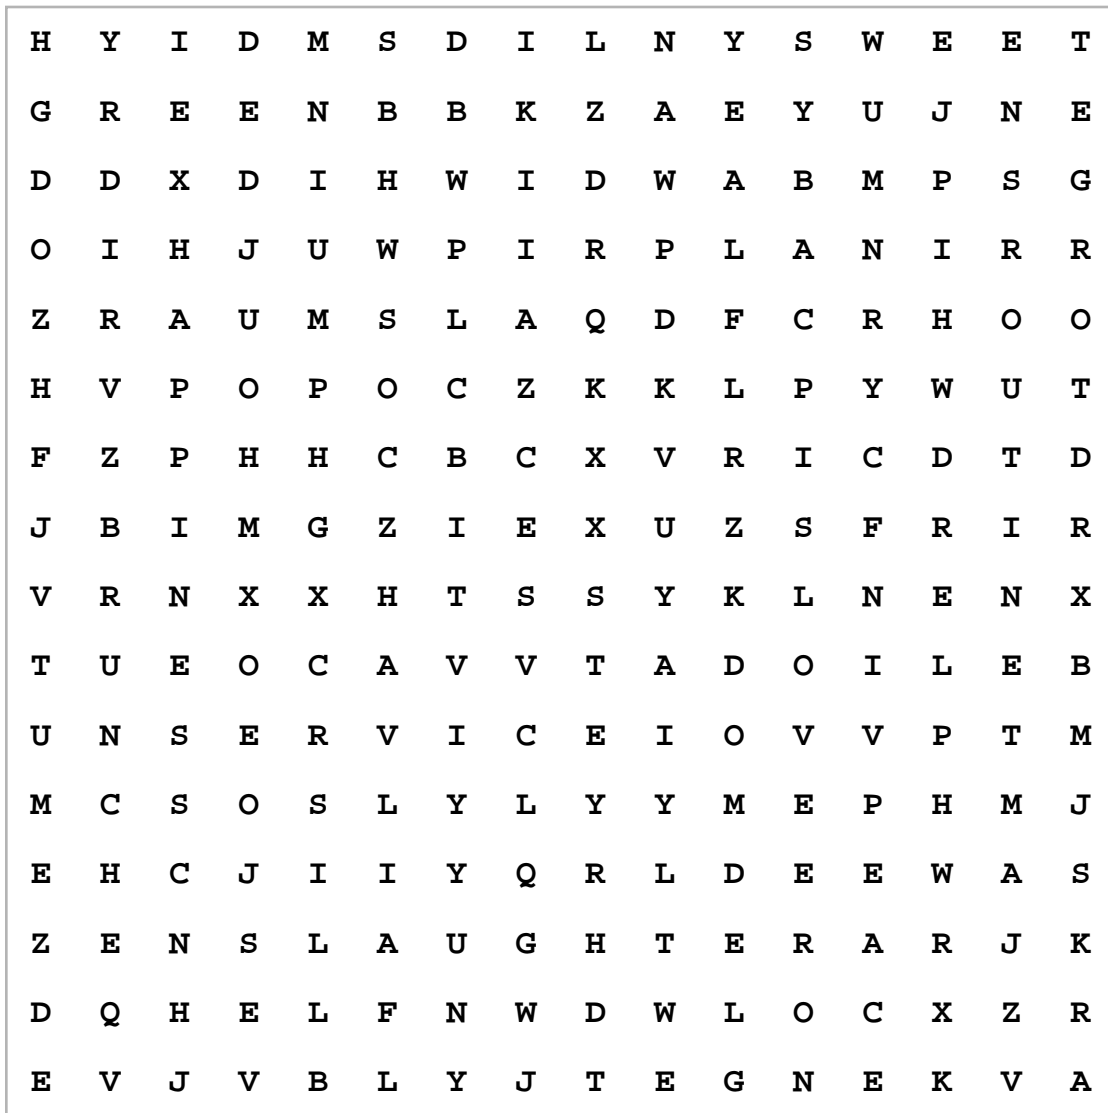 H Y I D M S D I L N Y S W E E T
G R E E N B B K Z A E Y U J N E
D D X D I H W I D W A B M P S G
O I H J U W P I R P L A N I R R
Z R A U M S L A Q D F C R H O O
H V P O P O C Z K K L P Y W U T
F Z P H H C B C X V R I C D T D
J B I M G Z I E X U Z S F R I R
V R N X X H T S S Y K L N E N X
T U E O C A V V T A D O I L E B
U N S E R V I C E I O V V P T M
M C S O S L Y L Y Y M E P H M J
E H C J I I Y Q R L D E E W A S
Z E N S L A U G H T E R A R J K
D Q H E L F N W D W L O C X Z R
E V J V B L Y J T E G N E K V A